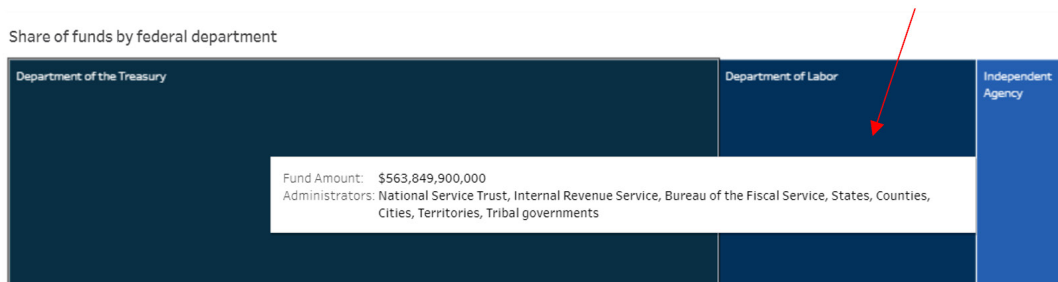 Share of funds by federal department
Department of the Treasury
Department of Labor
Independent
Agency
Fund Amount: $563,849,900,000
Administrators: National Service Trust, Internal Revenue Service, Bureau of the Fiscal Service, States, Counties,
Cities, Territories, Tribal governments